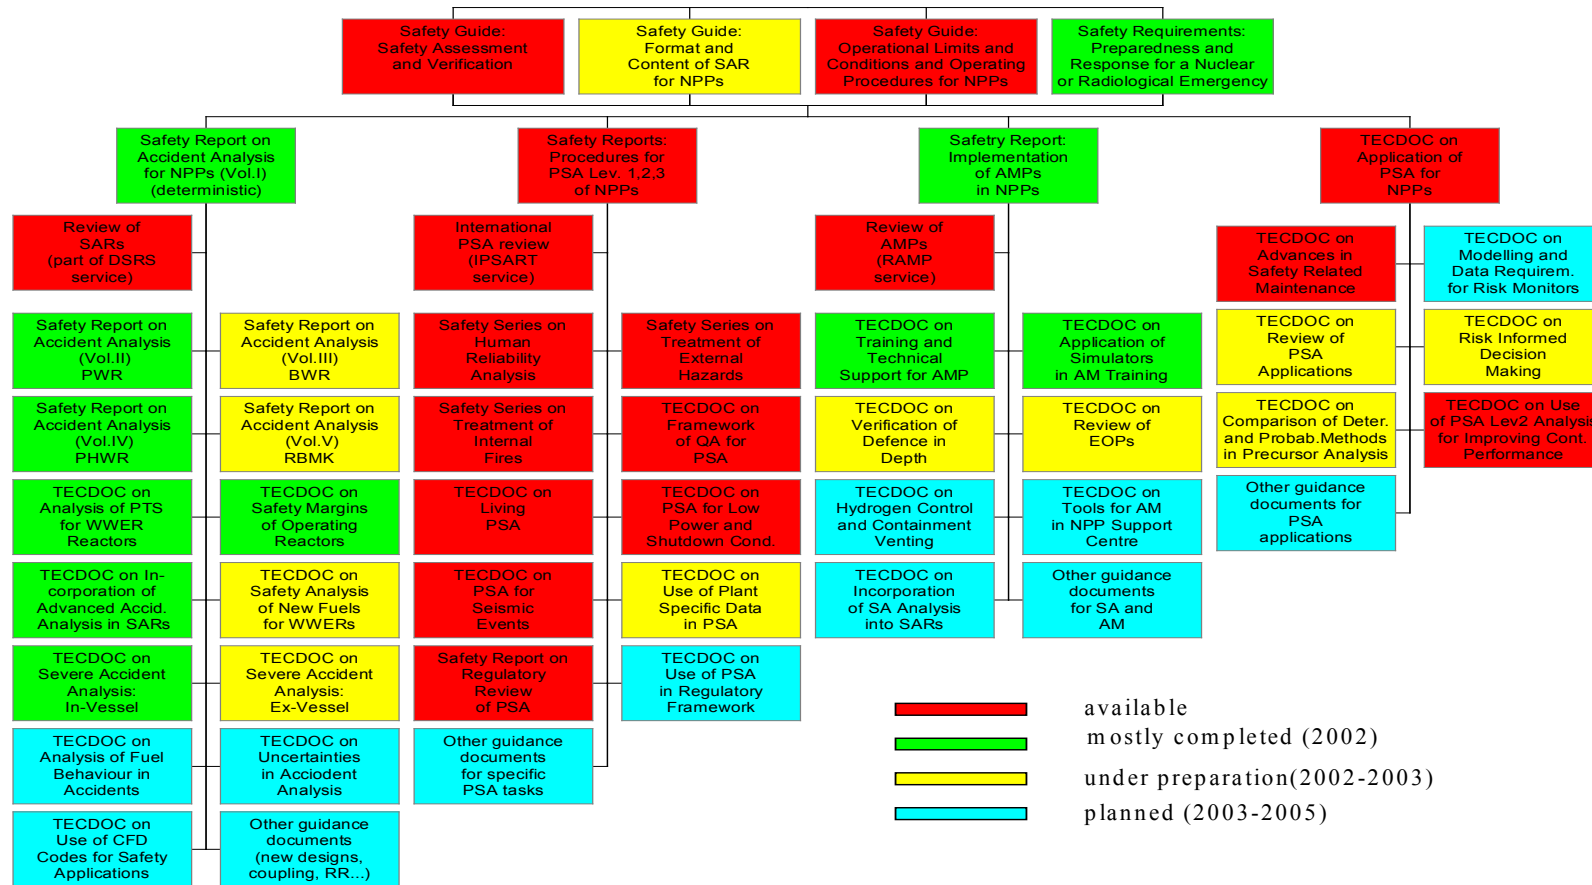 Safety Guide:
Safety Assessment
and Verification
Safety Guide:
Format and
Content of SAR
for NPPs
Safety Guide:
Operational Limits and
Conditions and Operating
Procedures for NPPs
Safety Requirements:
Preparedness and
Response for a Nuclear
or Radiological Emergency
Safety Report on
Accident Analysis
for NPPs (Vol.I)
(deterministic)
Safety Reports:
Procedures for
PSA Lev. 1,2,3
of NPPs
Safetry Report:
Implementation
of AMPs
in NPPs
TECDOC on
Application of
PSA for
NPPs
Review of
SARs
(part of DSRS
service)
Safety Report on
Accident Analysis
(Vol.II)
PWR
Safety Report on
Accident Analysis
(Vol.III)
BWR
Safety Report on
Accident Analysis
(Vol.IV)
PHWR
Safety Report on
Accident Analysis
(Vol.V)
RBMK
TECDOC on
Analysis of PTS
for WWER
Reactors
TECDOC on
Safety Margins
of Operating
Reactors
TECDOC on In-
corporation of
Advanced Accid.
Analysis in SARs
TECDOC on
Safety Analysis
of New Fuels
for WWERs
TECDOC on
Severe Accident
Analysis:
In-Vessel
TECDOC on
Severe Accident
Analysis:
Ex-Vessel
TECDOC on
Analysis of Fuel
Behaviour in
Accidents
TECDOC on
Uncertainties
in Acciodent
Analysis
TECDOC on
Use of CFD
Codes for Safety
Applications
Other guidance
documents
(new designs,
coupling, RR...)
International
PSA review
(IPSART
service)
Safety Series on
Human
Reliability
Analysis
Safety Series on
Treatment of
External
Hazards
Safety Series on
Treatment of
Internal
Fires
TECDOC on
Framework
of QA for
PSA
TECDOC on
Living
PSA
TECDOC on
PSA for Low
Power and
Shutdown Cond.
TECDOC on
PSA for
Seismic
Events
TECDOC on
Use of Plant
Specific Data
in PSA
Safety Report on
Regulatory
Review
of PSA
TECDOC on
Use of PSA
in Regulatory
Framework
Other guidance
documents
for specific
PSA tasks
Review of
AMPs
(RAMP
service)
TECDOC on
Training and
Technical
Support for AMP
TECDOC on
Application of
Simulators
in AM Training
TECDOC on
Verification of
Defence in
Depth
TECDOC on
Review of
EOPs
TECDOC on
Hydrogen Control
and Containment
Venting
TECDOC on
Tools for AM
in NPP Support
Centre
TECDOC on
Incorporation
of SA Analysis
into SARs
Other guidance
documents
for SA and
AM
TECDOC on
Advances in
Safety Related
Maintenance
TECDOC on
Modelling and
Data Requirem.
for Risk Monitors
TECDOC on
Review of
PSA
Applications
TECDOC on
Risk Informed
Decision
Making
TECDOC on
Comparison of Deter.
and Probab.Methods
in Precursor Analysis
TECDOC on Use
of PSA Lev2 Analysis
for Improving Cont.
Performance
Other guidance
documents for
PSA
applications
available
mostly completed (2002)
under preparation(2002-2003)
planned (2003-2005)